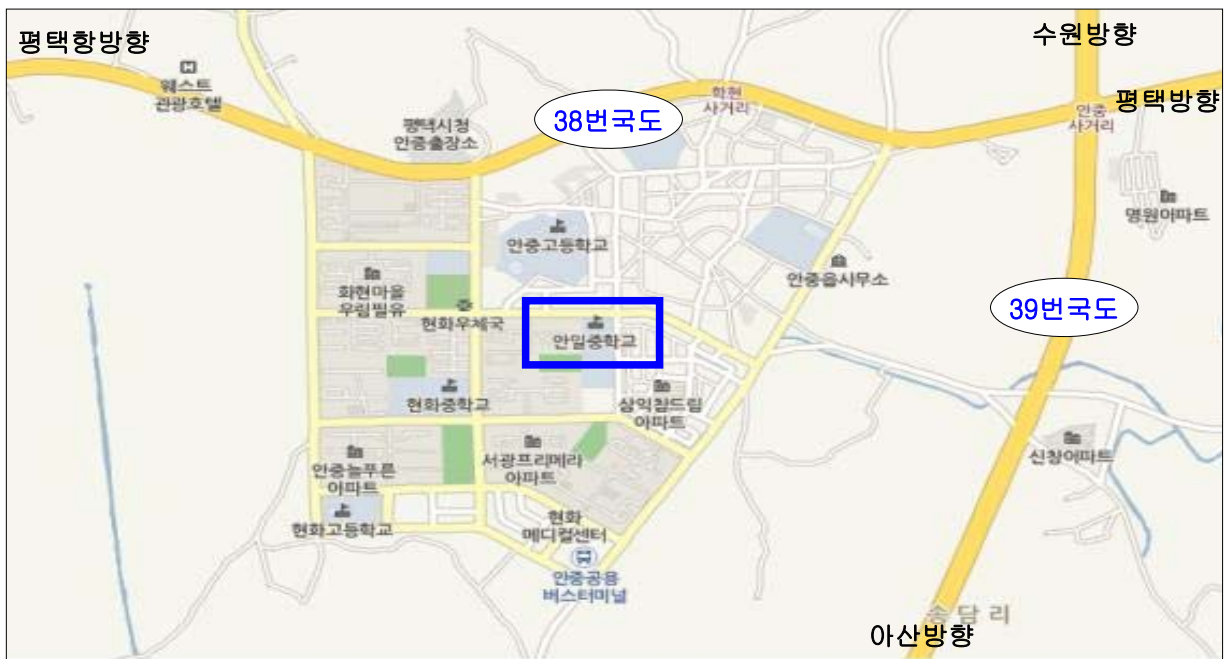 평택항방향
수원방향
웨스트
관광호텔
학현
사거리
평택방향
38번국도
안중
사거리
평택시청
안중출장소
명원아파트
안중고등학교
안중읍사무소
화현마을
우림필유
현화우체국
39번국도
안일중학교
현화중학교
삼익참드림
아파트
서광프리메라
아파트
신창아파트
안중늘푸른
아파트
현화고등학교
현화
메디컬센터
안중공용
버스터미널
송담리
아산방향